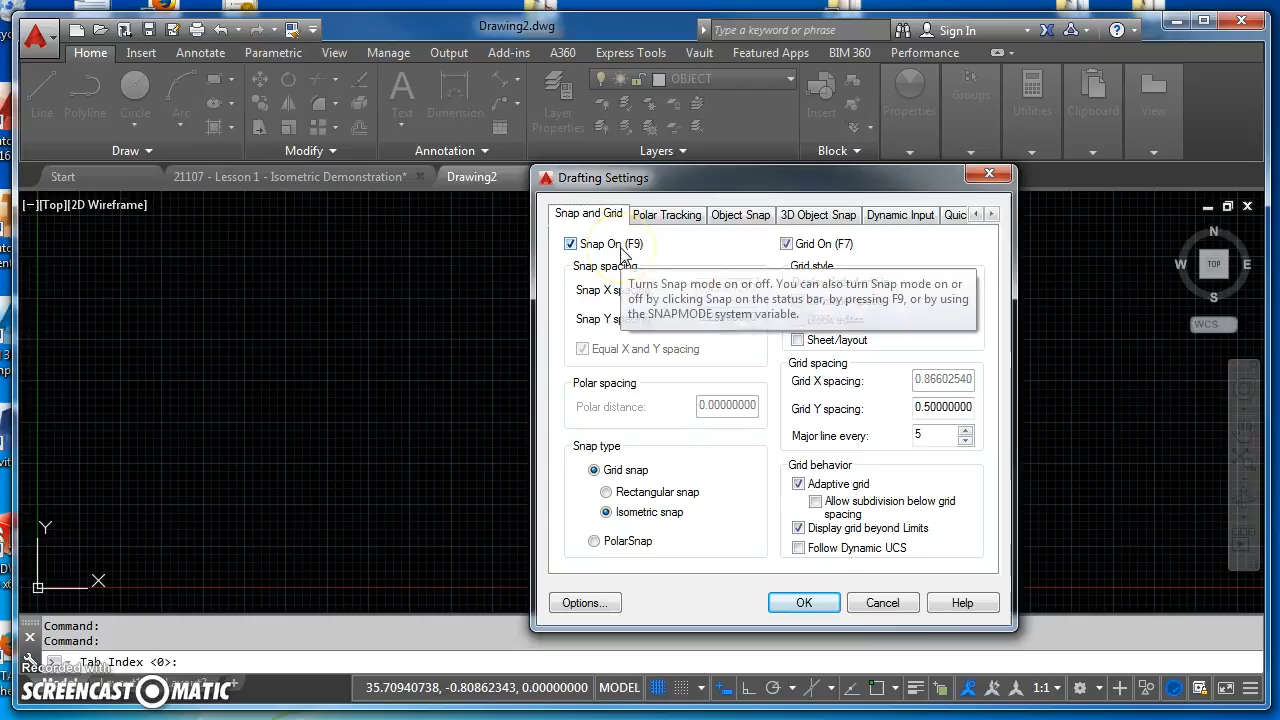 Drawing2.dwg
Type a keyword or phrase
Sign In
Home Insert Annotate Parametric View Manage Output Add-ins A360 Express Tools Vault Featured Apps BIM 360 Performance
Line Polyline Circle Arc
Text Dimension
Layer Properties
OBJECT
Insert
Properties Groups Utilities Clipboard View
Draw Modify Annotation Layers Block
Start 21107 - Lesson 1 - Isometric Demonstration* Drawing2
[−][Top][2D Wireframe]
N
W TOP E
S
WCS
Y
X
Drafting Settings
Snap and Grid Polar Tracking Object Snap 3D Object Snap Dynamic Input Quic
Snap On (F9)
Grid On (F7)
Snap spacing
Grid style
Snap X sp
Snap Y sp
Turns Snap mode on or off. You can also turn Snap mode on or
off by clicking Snap on the status bar, by pressing F9, or by using
the SNAPMODE system variable.
Sheet/layout
Equal X and Y spacing
Grid spacing
Grid X spacing: 0.86602540
Grid Y spacing: 0.50000000
Major line every: 5
Polar spacing
Polar distance: 0.00000000
Snap type
Grid snap
Rectangular snap
Isometric snap
PolarSnap
Grid behavior
Adaptive grid
Allow subdivision below grid
spacing
Display grid beyond Limits
Follow Dynamic UCS
Options... OK Cancel Help
Command:
Command:
Tab Index <0>:
Recorded with
SCREENCAST MATIC
35.70940738, -0.80862343, 0.00000000 MODEL 1:1